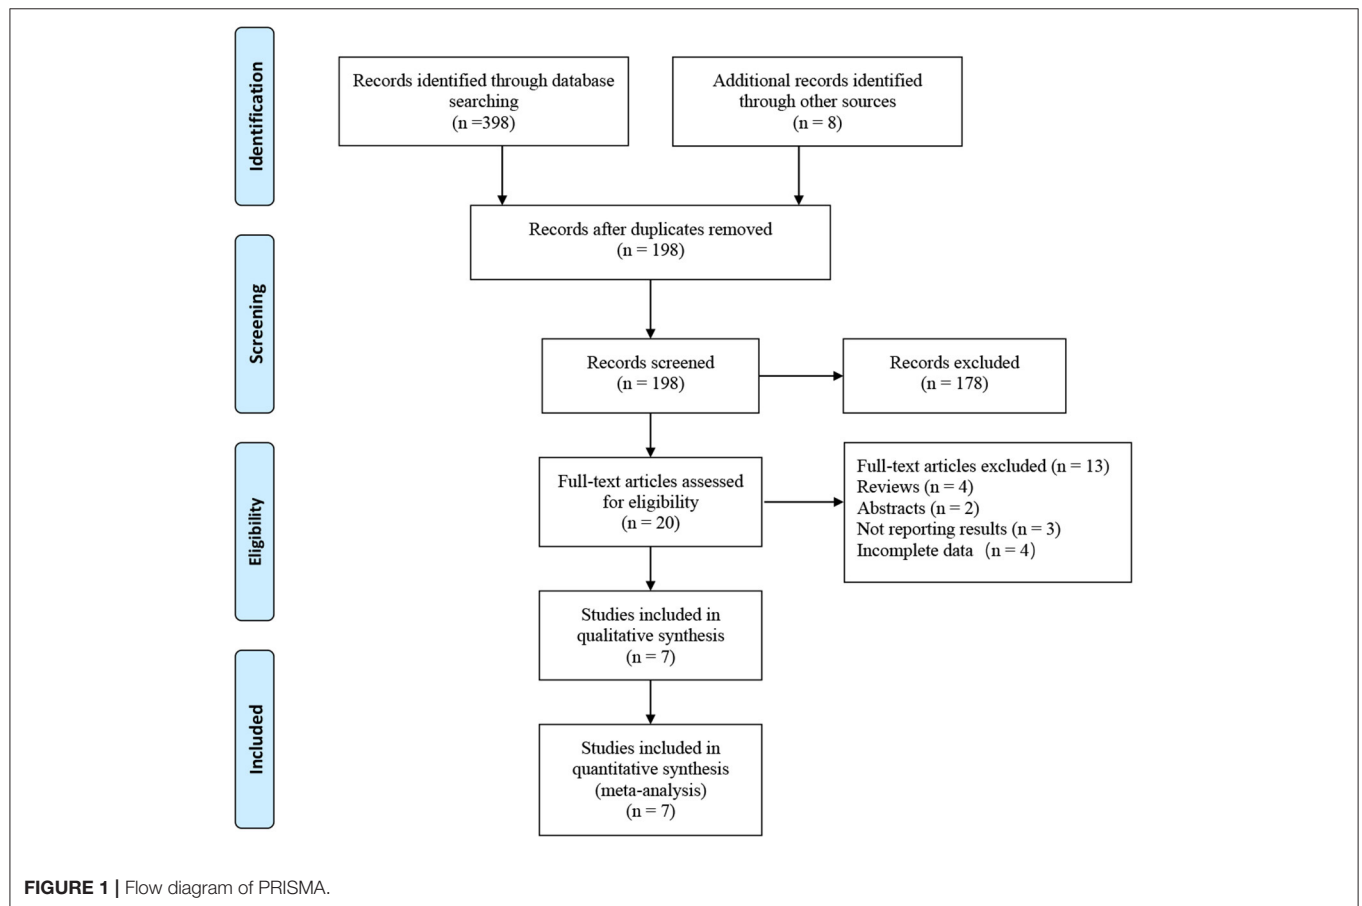 Identification
Records identified through database
searching
(n =398)
Additional records identified
through other sources
(n = 8)
Records after duplicates removed
(n = 198)
Screening
Records screened
(n = 198)
Records excluded
(n = 178)
Eligibility
Full-text articles assessed
for eligibility
(n = 20)
Full-text articles excluded (n = 13)
Reviews (n = 4)
Abstracts (n = 2)
Not reporting results (n = 3)
Incomplete data (n = 4)
Studies included in
qualitative synthesis
(n = 7)
Included
Studies included in
quantitative synthesis
(meta-analysis)
(n = 7)
FIGURE 1 | Flow diagram of PRISMA.